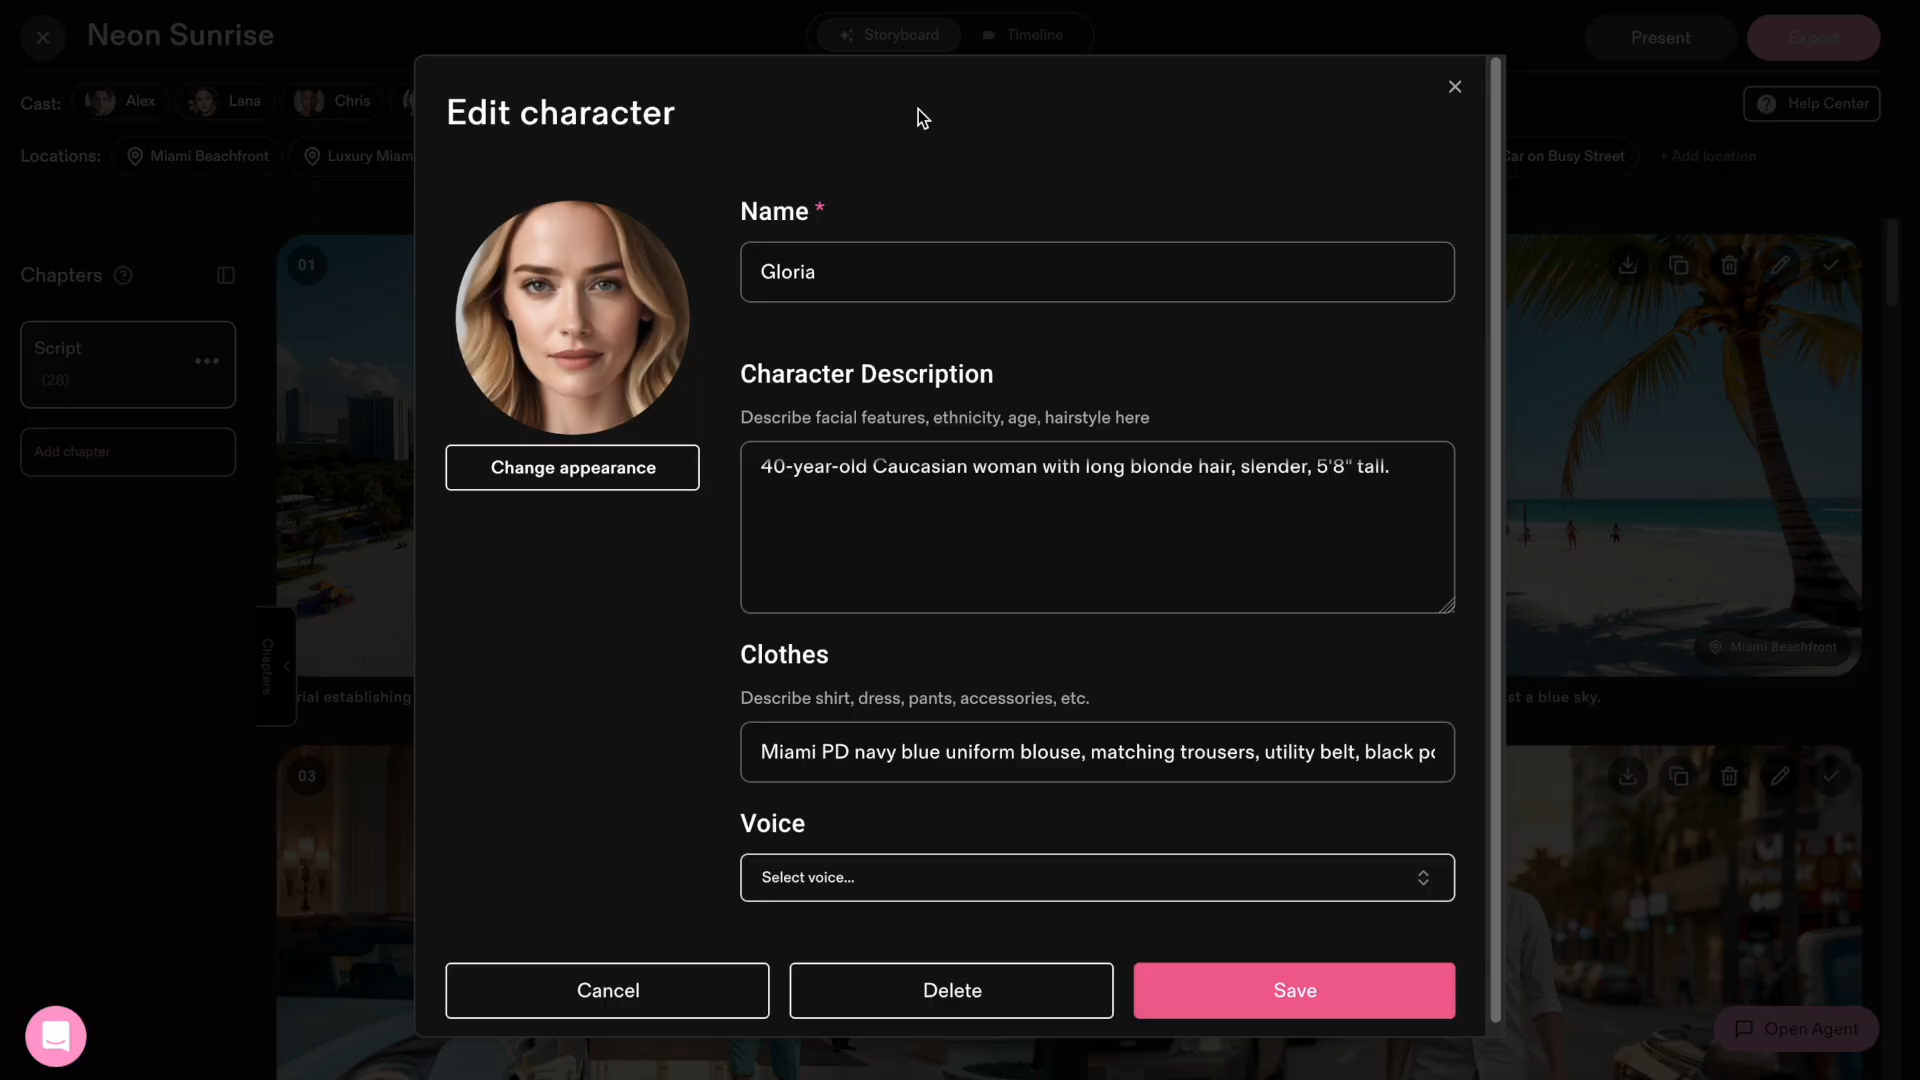 Neon Sunrise
Storyboard
Timeline
Present
Export
Cast:
Alex
Lana
Chris
Help Center
Locations:
Miami Beachfront
Luxury Miam
Car on Busy Street
+ Add location
Edit character
Chapters
Script
(28)
Add chapter
Chapters
01
03
rial establishing
Miami Beachfront
st a blue sky.
Name *
Gloria
Character Description
Describe facial features, ethnicity, age, hairstyle here
40-year-old Caucasian woman with long blonde hair, slender, 5'8" tall.
Change appearance
Clothes
Describe shirt, dress, pants, accessories, etc.
Miami PD navy blue uniform blouse, matching trousers, utility belt, black po
Voice
Select voice...
Cancel
Delete
Save
Open Agent